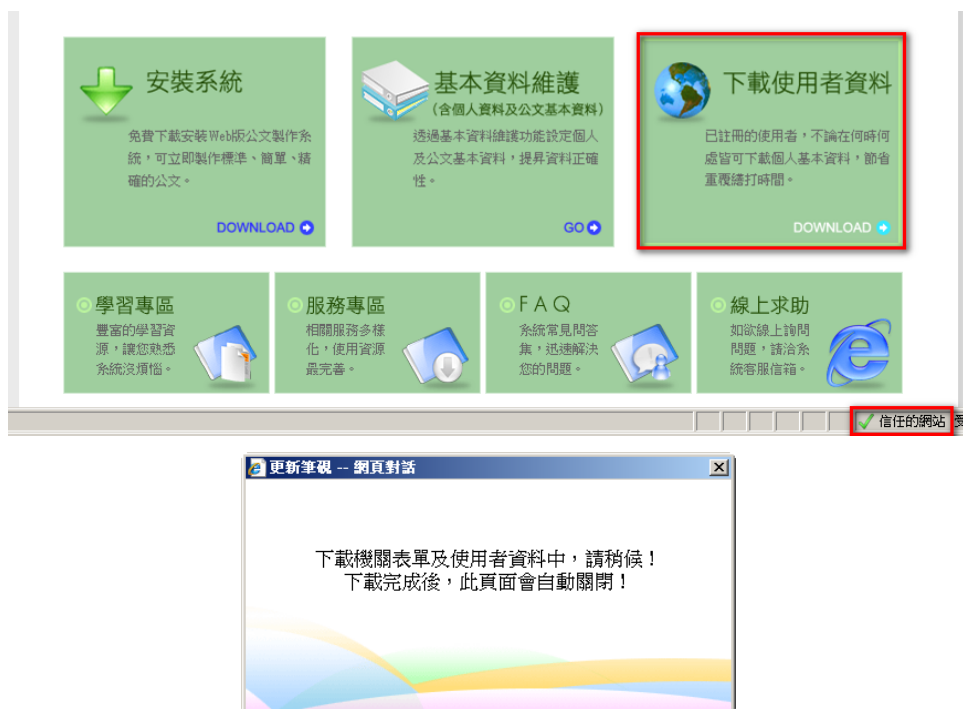 安裝系統
免費下載安裝Web版公文製作系
統，可立即製作標準、簡單、精
確的公文。
DOWNLOAD
基本資料維護
(含個人資料及公文基本資料)
透過基本資料維護功能設定個人
及公文基本資料，提昇資料正確
性。
GO
下載使用者資料
已註冊的使用者，不論在何時何
處皆可下載個人基本資料，節省
重覆繕打時間。
DOWNLOAD
學習專區
豐富的學習資
源，讓您熟悉
系統沒煩惱。
服務專區
相關服務多樣
化，使用資源
最完善。
FAQ
系統常見問答
集，迅速解決
您的問題。
線上求助
如欲線上詢問
問題，請洽系
統客服信箱。
信任的網站
更新筆硯 -- 網頁對話
下載機關表單及使用者資料中，請稍候！
下載完成後，此頁面會自動關閉！